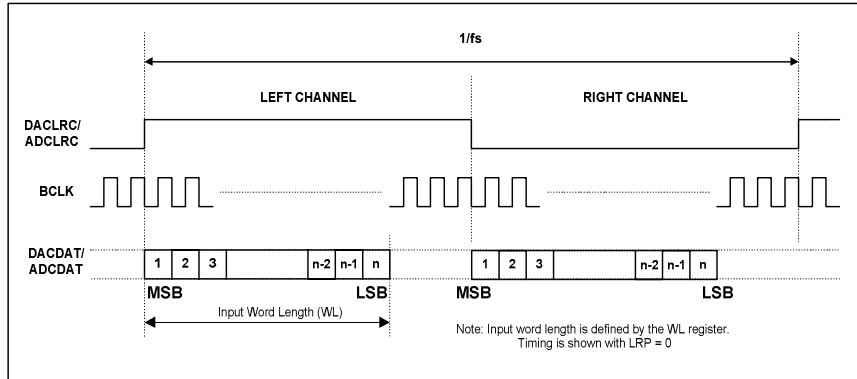 1/fs
LEFT CHANNEL
RIGHT CHANNEL
DACLRC/
ADCLRC
BCLK
DACDAT/
ADCDAT
1 2 3 n-2 n-1 n
1 2 3 n-2 n-1 n
MSB LSB MSB LSB
Input Word Length (WL)
Note: Input word length is defined by the WL register.
Timing is shown with LRP = 0